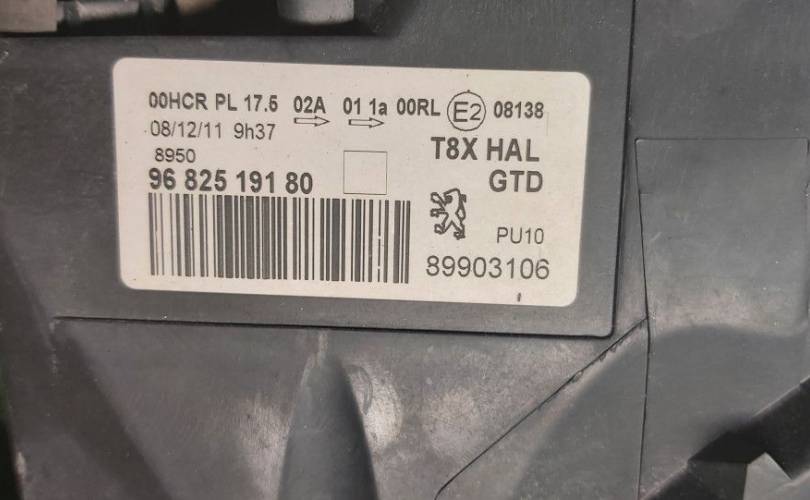 00HCR PL 17.5 02A 01 1a 00RL E2 08138
08/12/11 9h37
T8X HAL
8950
96 825 191 80
GTD
PU10
89903106